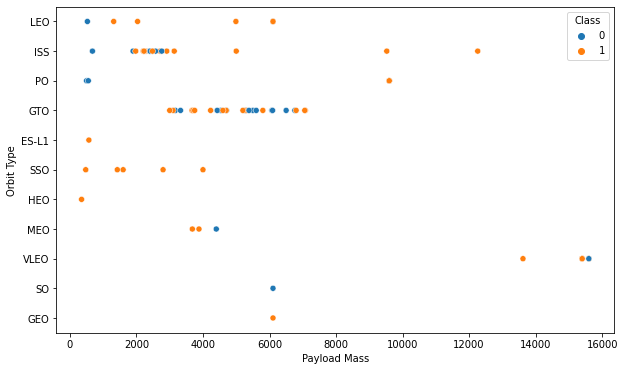 Class
0
1
Orbit Type
LEO
ISS
PO
GTO
ES-L1
SSO
HEO
MEO
VLEO
SO
GEO
0 2000 4000 6000 8000 10000 12000 14000 16000
Payload Mass